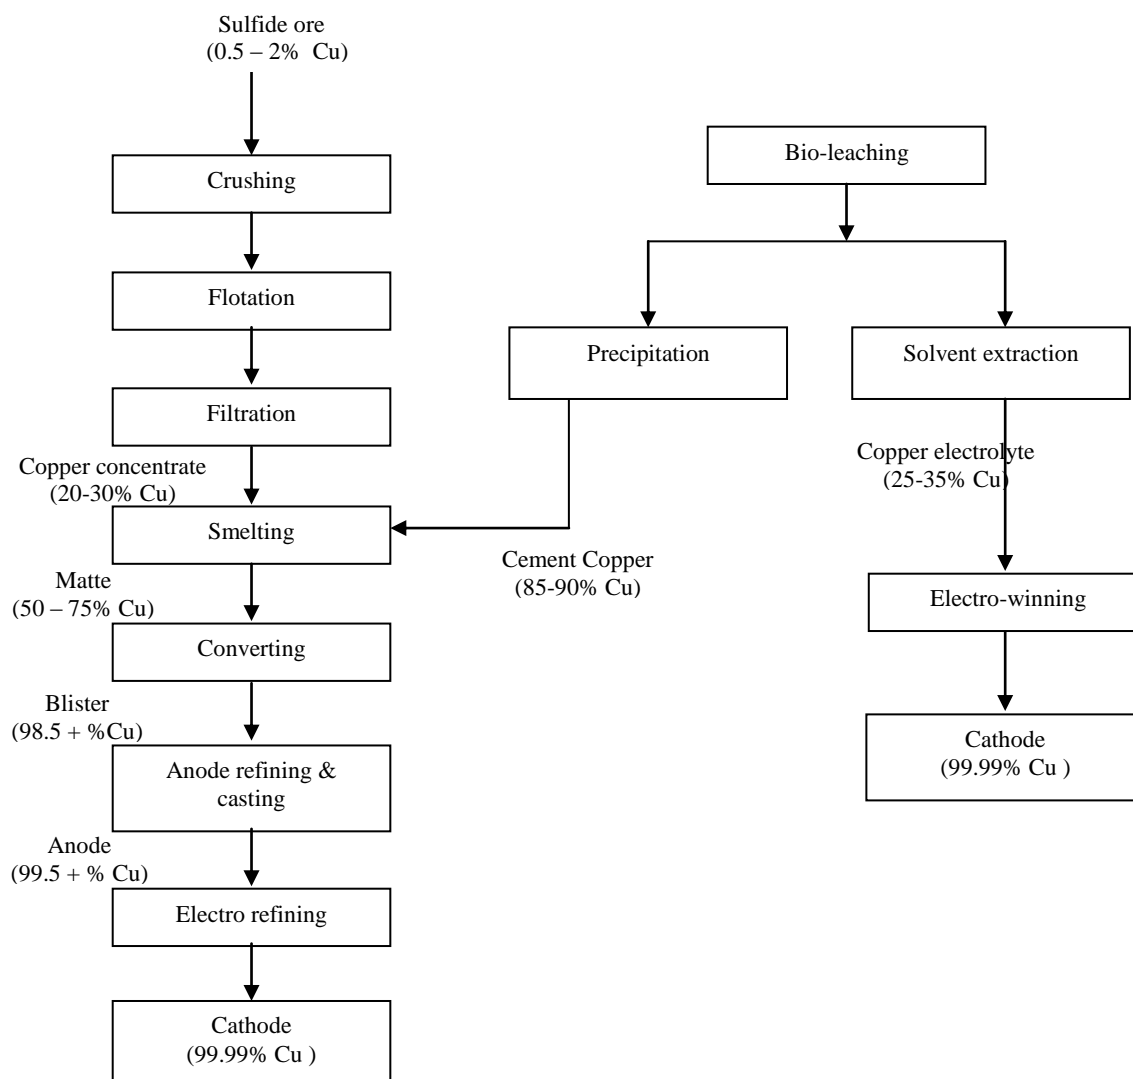 Sulfide ore
(0.5 – 2%  Cu)
Crushing
Flotation
Filtration
Copper concentrate
(20-30% Cu)
Smelting
Matte
(50 – 75% Cu)
Converting
Blister
(98.5 + %Cu)
Anode refining &
casting
Anode
(99.5 + % Cu)
Electro refining
Cathode
(99.99% Cu )
Bio-leaching
Precipitation
Cement Copper
(85-90% Cu)
Solvent extraction
Copper electrolyte
(25-35% Cu)
Electro-winning
Cathode
(99.99% Cu )